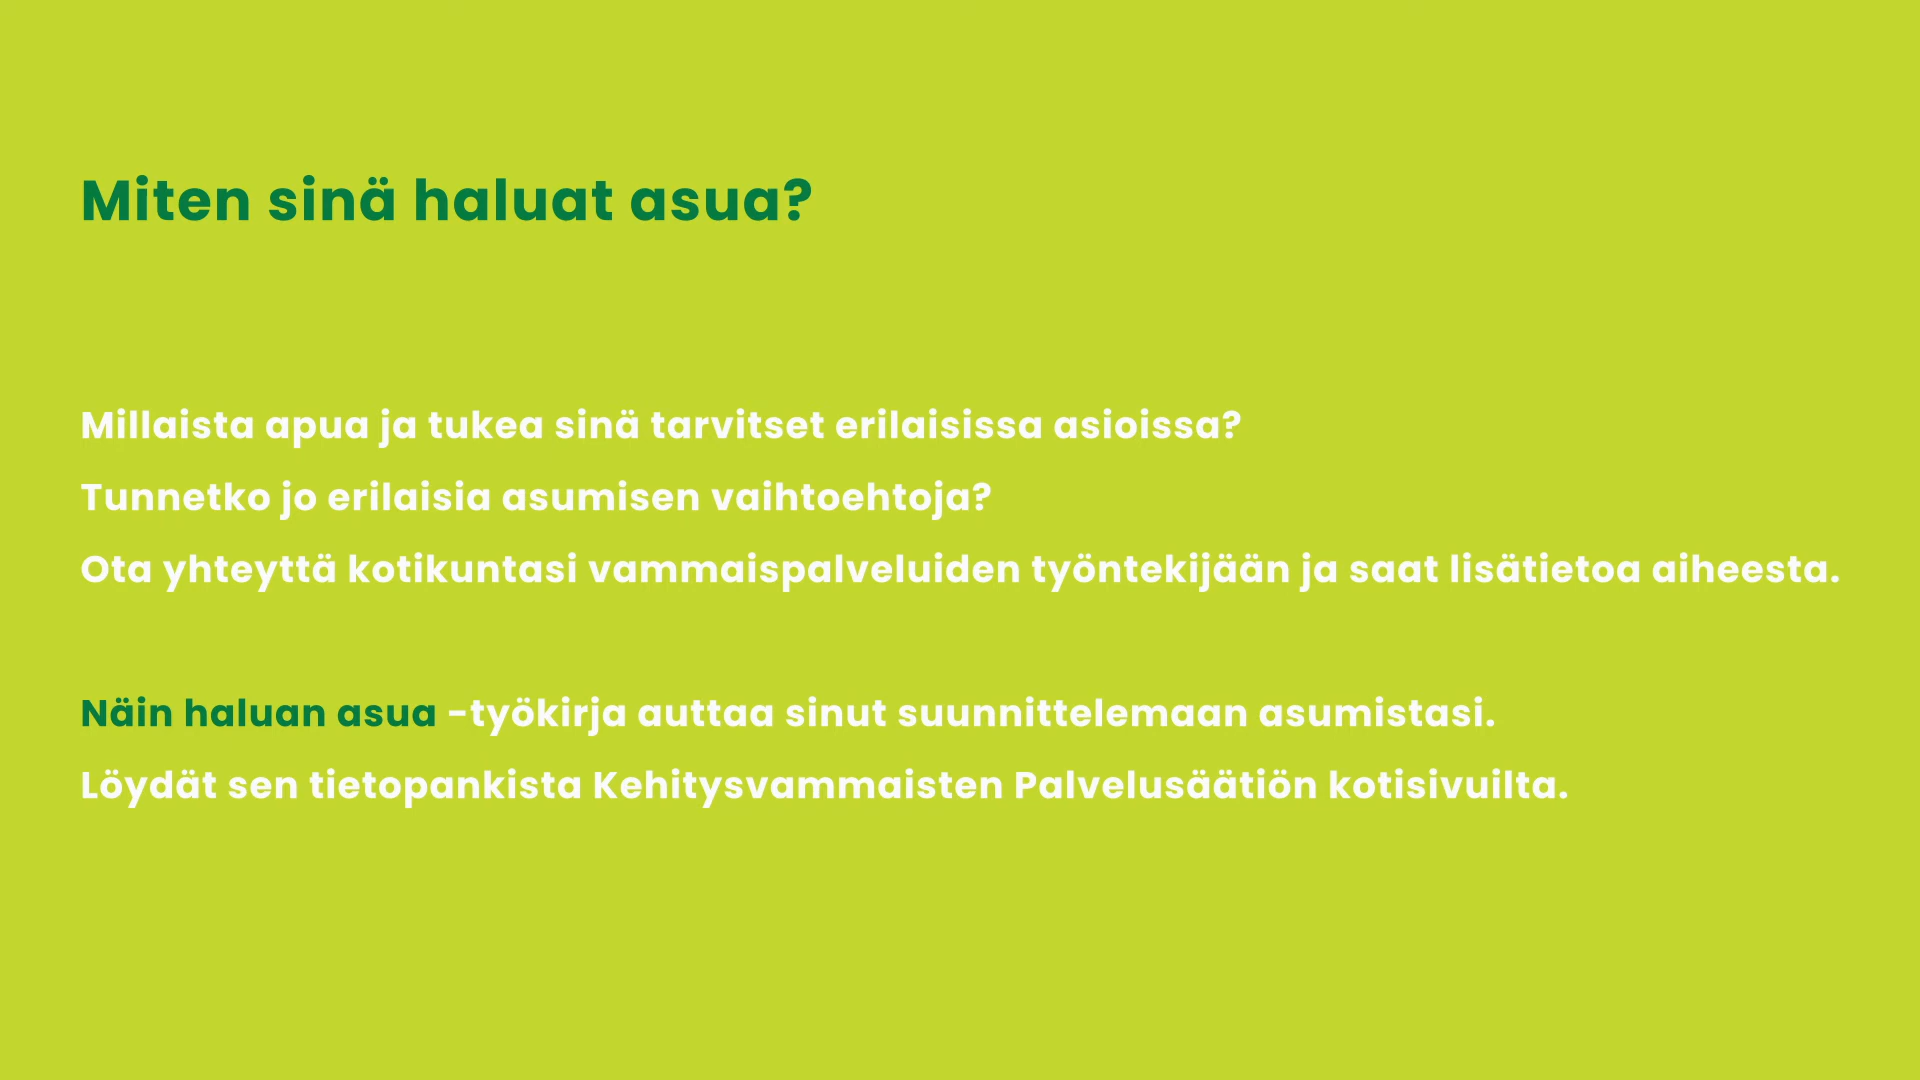 Miten sinä haluat asua?
Millaista apua ja tukea sinä tarvitset erilaisissa asioissa?
Tunnetko jo erilaisia asumisen vaihtoehtoja?
Ota yhteyttä kotikuntasi vammaispalveluiden työntekijään ja saat lisätietoa aiheesta.
Näin haluan asua -työkirja auttaa sinut suunnittelemaan asumistasi.
Löydät sen tietopankista Kehitysvammaisten Palvelusäätiön kotisivuilta.